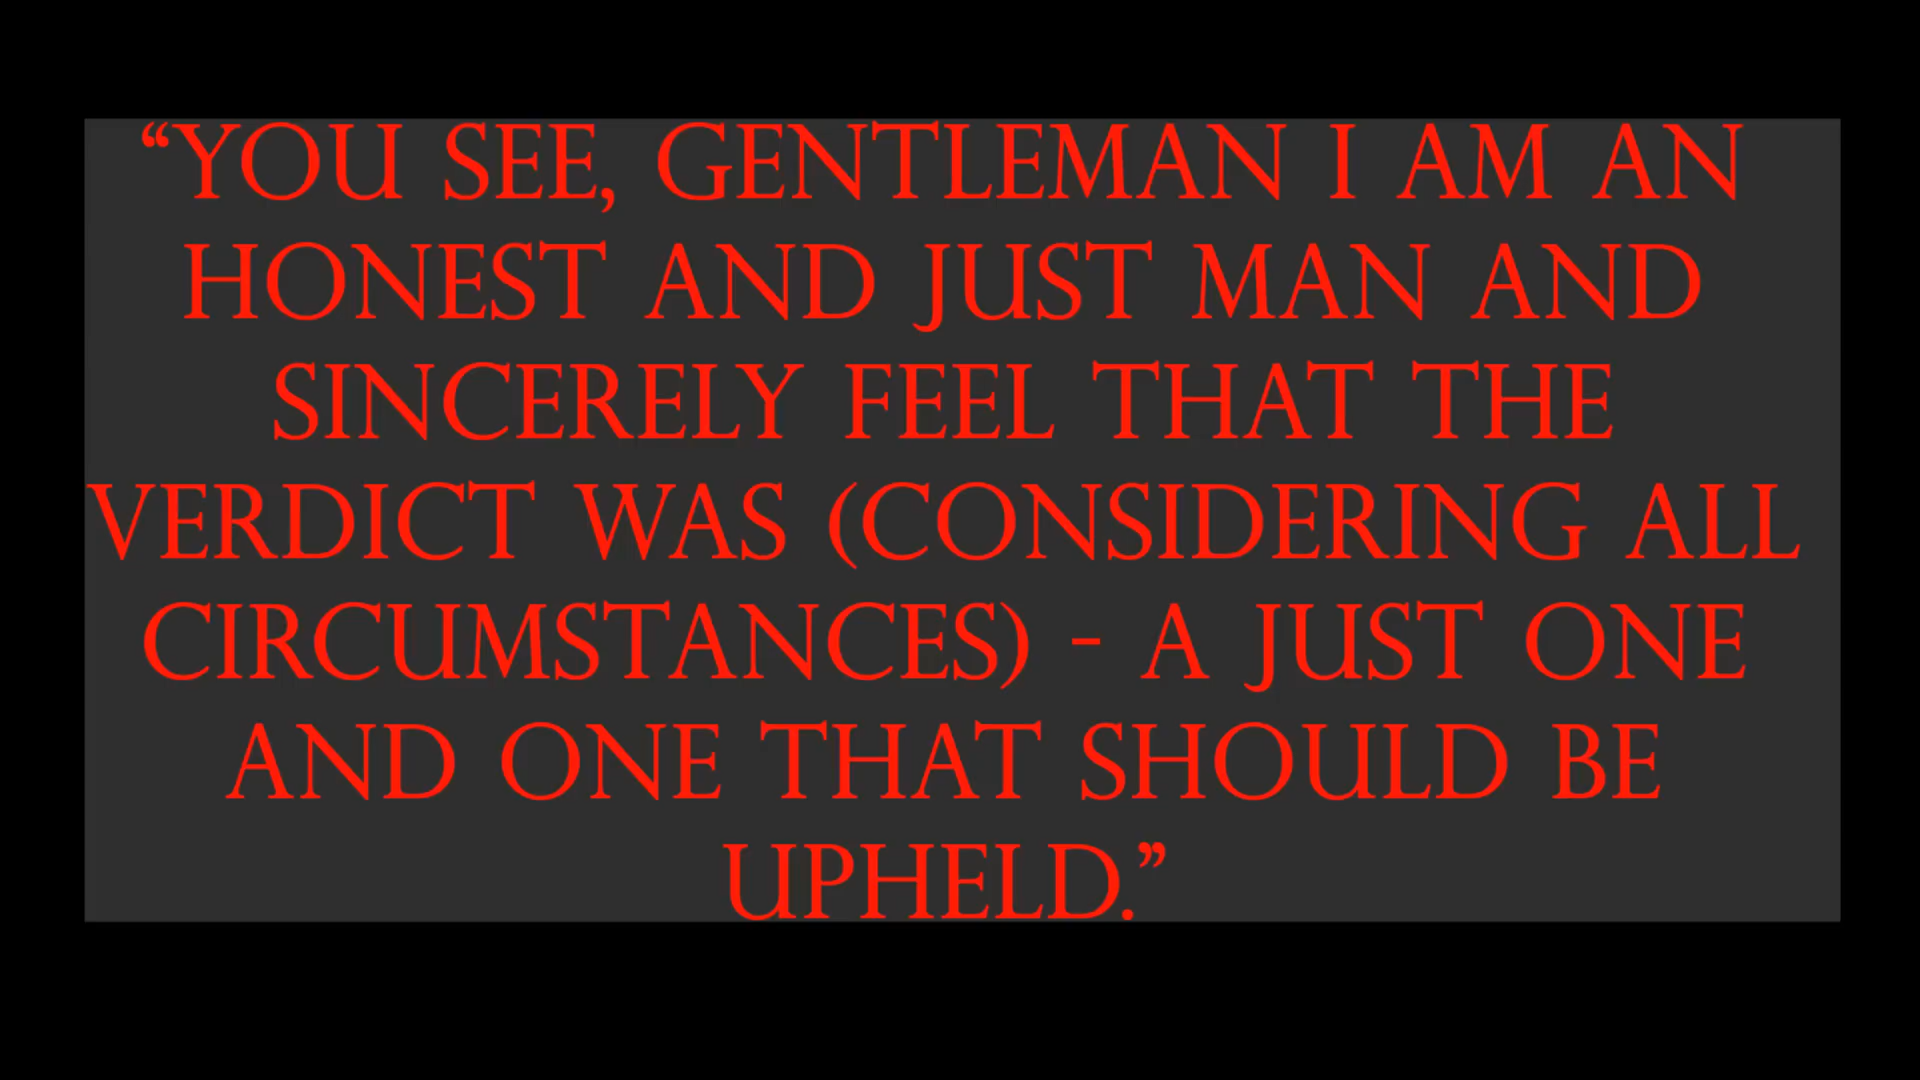 “YOU SEE, GENTLEMAN I AM AN
HONEST AND JUST MAN AND
SINCERELY FEEL THAT THE
VERDICT WAS (CONSIDERING ALL
CIRCUMSTANCES) - A JUST ONE
AND ONE THAT SHOULD BE
UPHELD.”